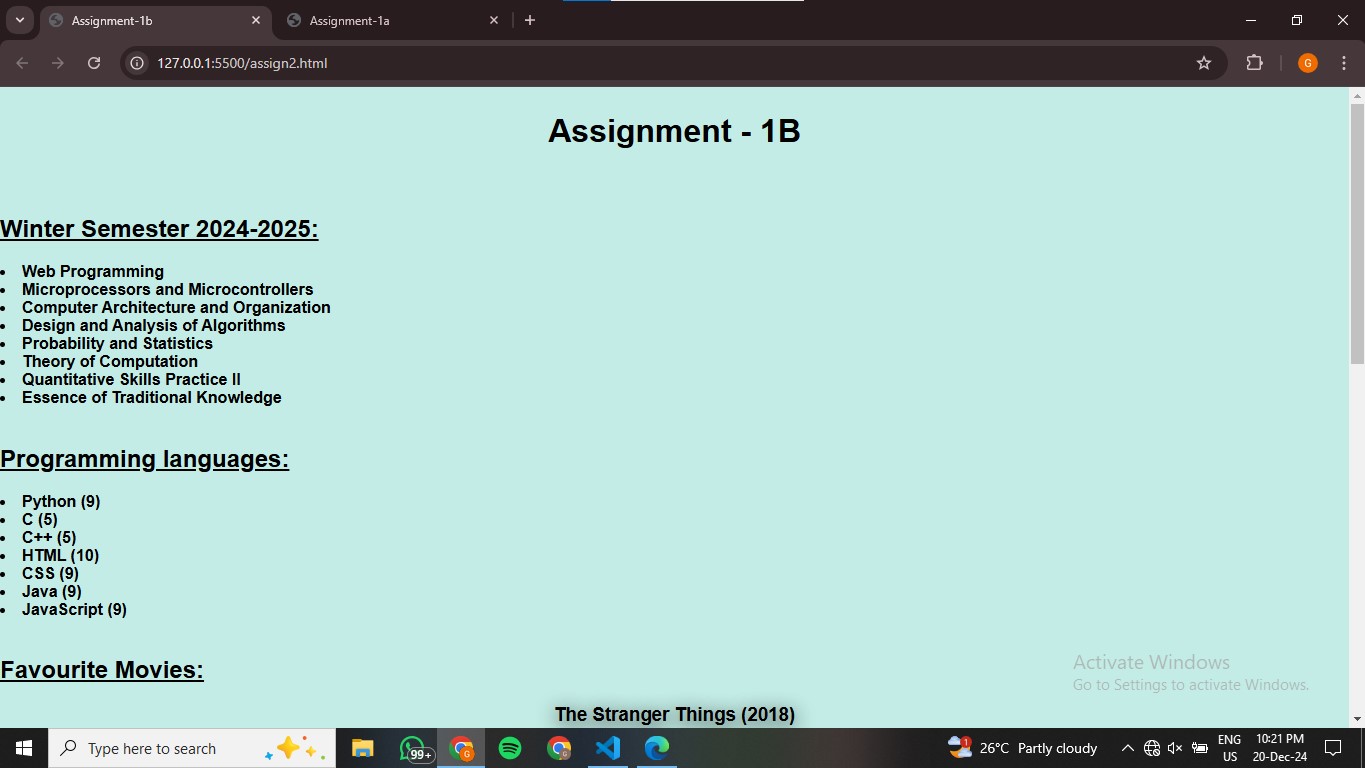 Assignment-1b
Assignment-1a
127.0.0.1:5500/assign2.html
G
Assignment - 1B
Winter Semester 2024-2025:
• Web Programming
• Microprocessors and Microcontrollers
• Computer Architecture and Organization
• Design and Analysis of Algorithms
• Probability and Statistics
• Theory of Computation
• Quantitative Skills Practice II
• Essence of Traditional Knowledge
Programming languages:
• Python (9)
• C (5)
• C++ (5)
• HTML (10)
• CSS (9)
• Java (9)
• JavaScript (9)
Favourite Movies:
The Stranger Things (2018)
Activate Windows
Go to Settings to activate Windows.
Type here to search
99+
G
1
26°C Partly cloudy
ENG
US
10:21 PM
20-Dec-24